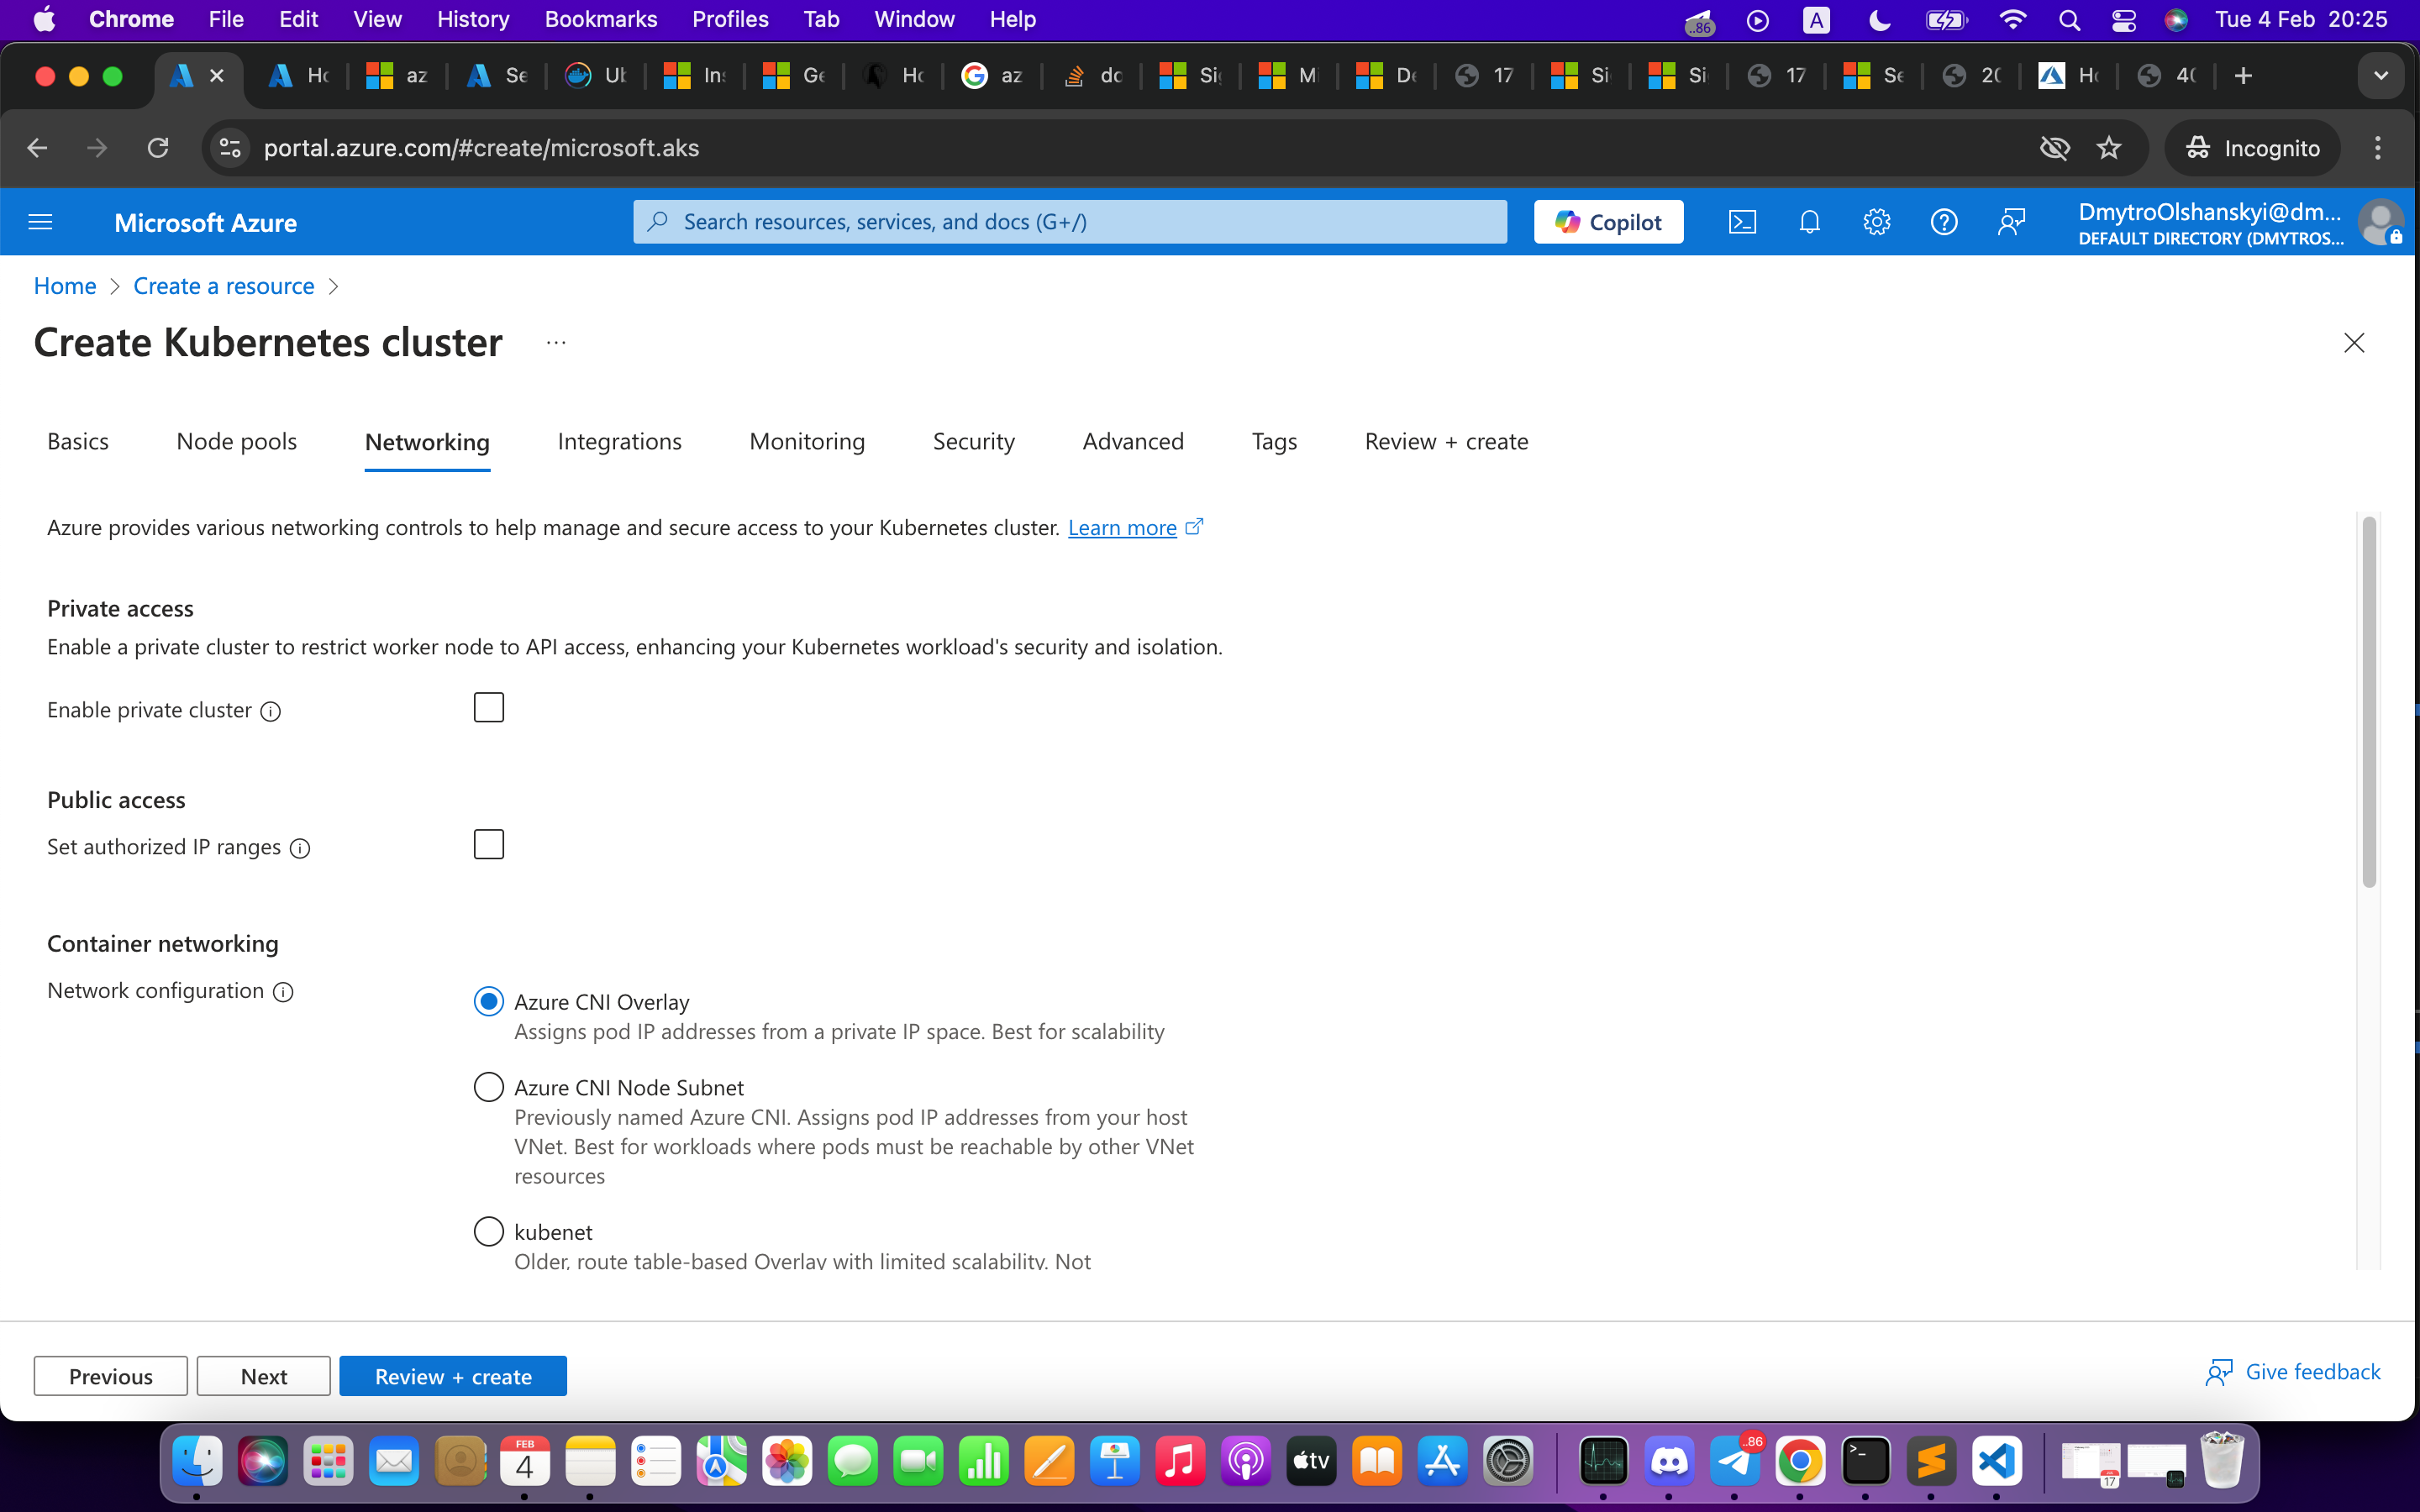 Chrome File Edit View History Bookmarks Profiles Tab Window Help ..86 A Tue 4 Feb 20:25
Hc az Se Ub In Ge Hc az dc Si Mi De 17 Si Si 17 Se 20 Ho 40
portal.azure.com/#create/microsoft.aks Incognito
Microsoft Azure Search resources, services, and docs (G+/) Copilot DmytroOlshanskyi@dm...
DEFAULT DIRECTORY (DMYTROS...
Home > Create a resource >
Create Kubernetes cluster ...
Basics Node pools Networking Integrations Monitoring Security Advanced Tags Review + create
Azure provides various networking controls to help manage and secure access to your Kubernetes cluster. Learn more
Private access
Enable a private cluster to restrict worker node to API access, enhancing your Kubernetes workload's security and isolation.
Enable private cluster
Public access
Set authorized IP ranges
Container networking
Network configuration
Azure CNI Overlay
Assigns pod IP addresses from a private IP space. Best for scalability
Azure CNI Node Subnet
Previously named Azure CNI. Assigns pod IP addresses from your host
VNet. Best for workloads where pods must be reachable by other VNet
resources
kubenet
Older, route table-based Overlay with limited scalability. Not
Previous Next Review + create Give feedback
FEB
4
tv
..86
17